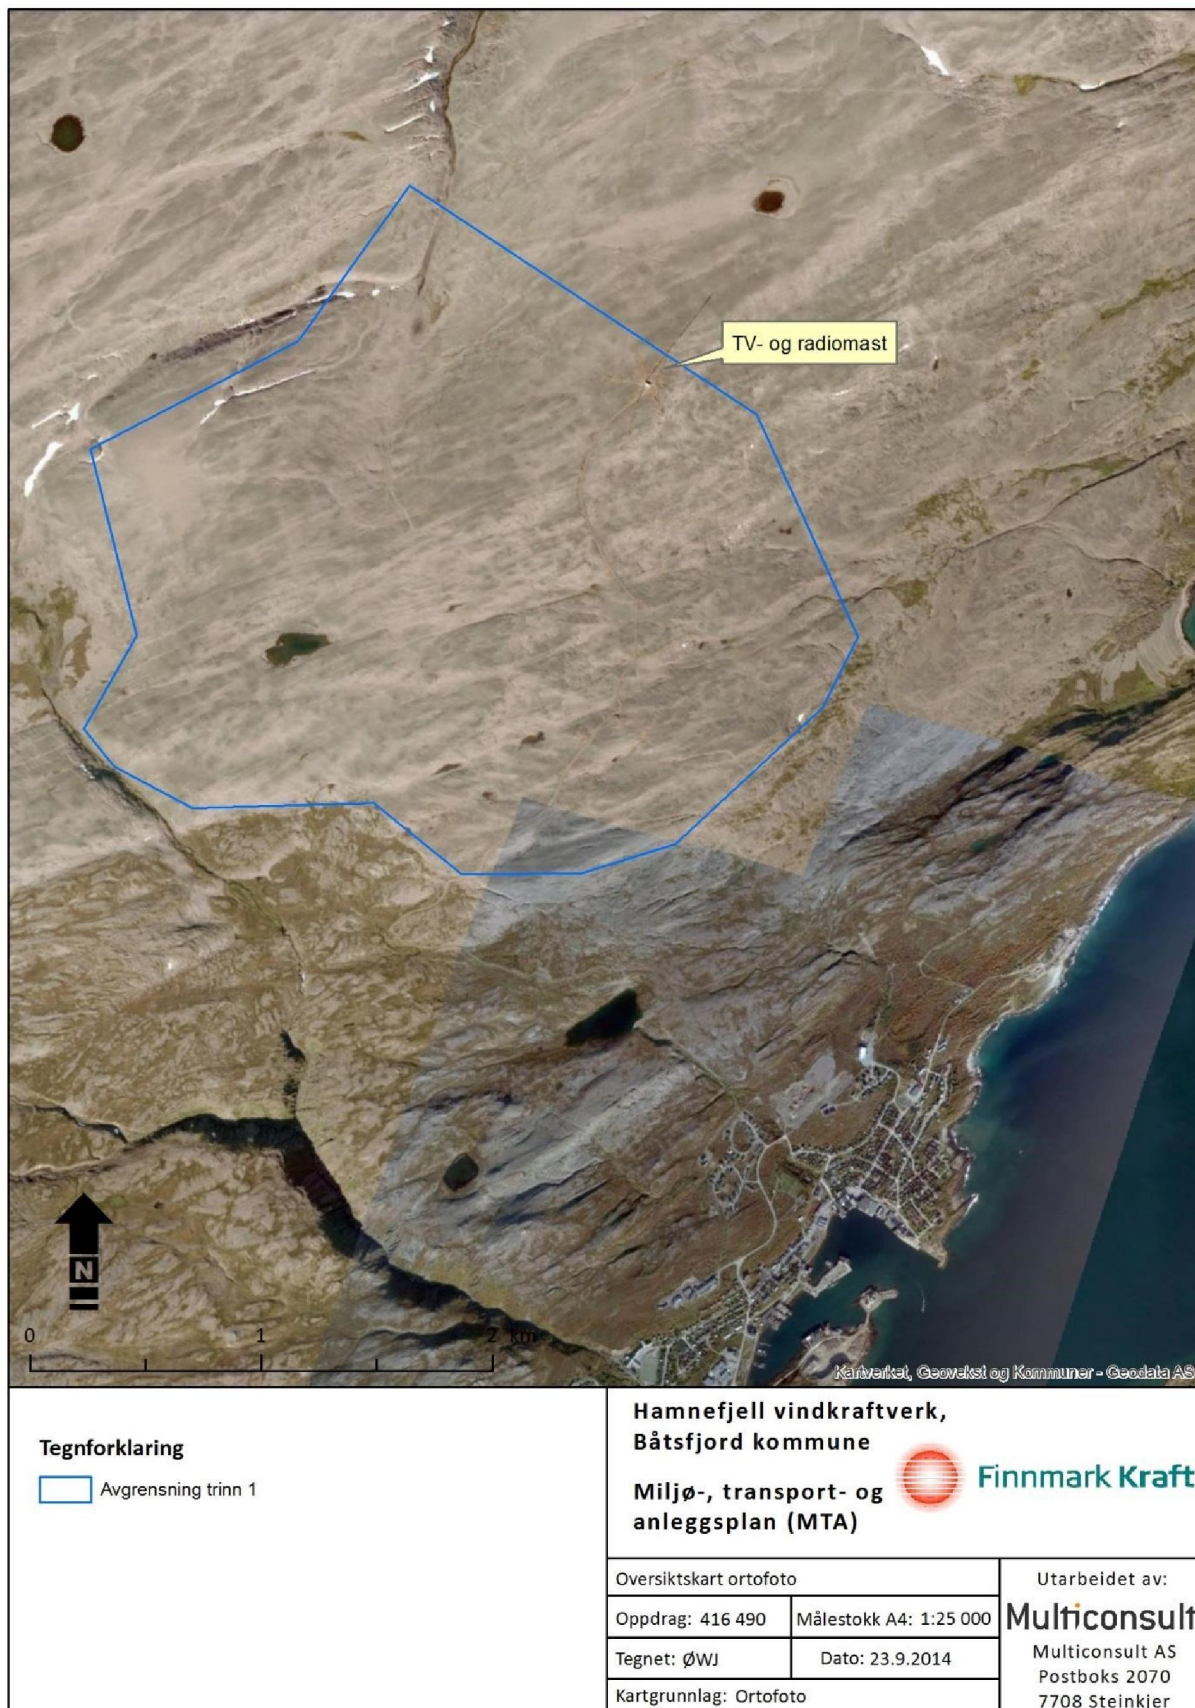 TV- og radiomast
N
0 1 2 km
Kartverket, Geovekst og Kommuner - Geodata AS
Tegnforklaring
Avgrensning trinn 1
Hamnefjell vindkraftverk,
Båtsfjord kommune
Miljø-, transport- og
anleggsplan (MTA)
Finnmark Kraft
Oversiktskart ortofoto
Oppdrag: 416 490
Målestokk A4: 1:25 000
Tegnet: ØWJ
Dato: 23.9.2014
Kartgrunnlag: Ortofoto
Utarbeidet av:
Multiconsult
Multiconsult AS
Postboks 2070
7708 Steinkjer